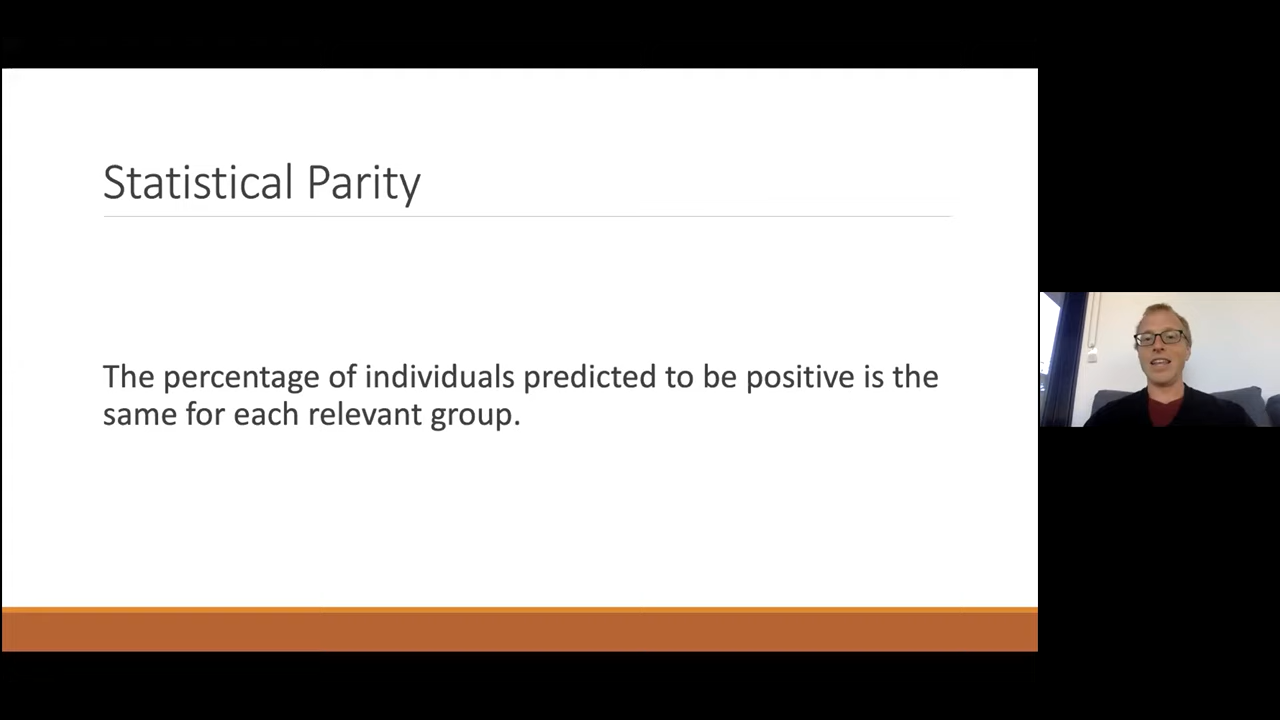 Statistical Parity
The percentage of individuals predicted to be positive is the
same for each relevant group.